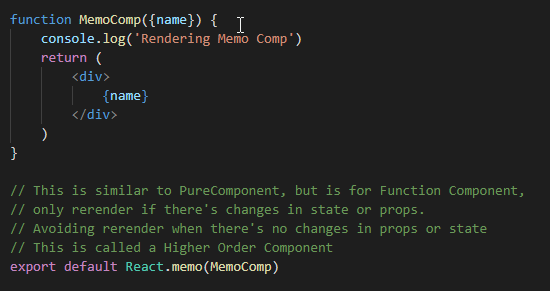 function MemoComp({name}) {
    console.log('Rendering Memo Comp')
    return (
        <div>
            {name}
        </div>
    )
}

// This is similar to PureComponent, but is for Function Component,
// only rerender if there's changes in state or props.
// Avoiding rerender when there's no changes in props or state
// This is called a Higher Order Component
export default React.memo(MemoComp)